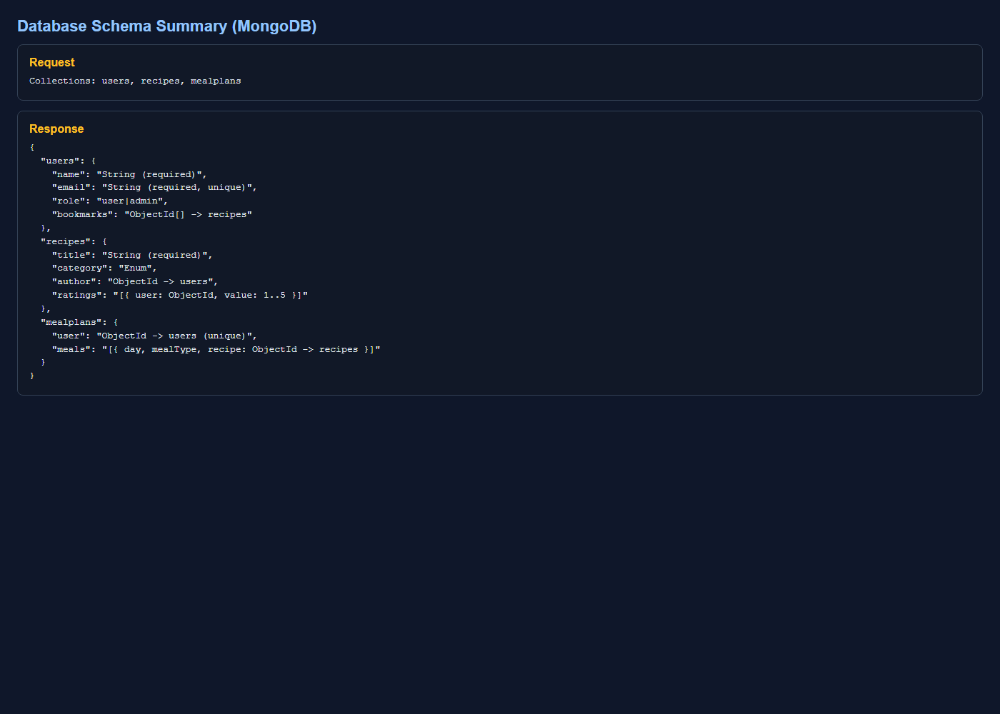 Database Schema Summary (MongoDB)
Request
Collections: users, recipes, mealplans
Response
{
  "users": {
    "name": "String (required)",
    "email": "String (required, unique)",
    "role": "user|admin",
    "bookmarks": "ObjectId[] -> recipes"
  },
  "recipes": {
    "title": "String (required)",
    "category": "Enum",
    "author": "ObjectId -> users",
    "ratings": "[{ user: ObjectId, value: 1..5 }]"
  },
  "mealplans": {
    "user": "ObjectId -> users (unique)",
    "meals": "[{ day, mealType, recipe: ObjectId -> recipes }]"
  }
}